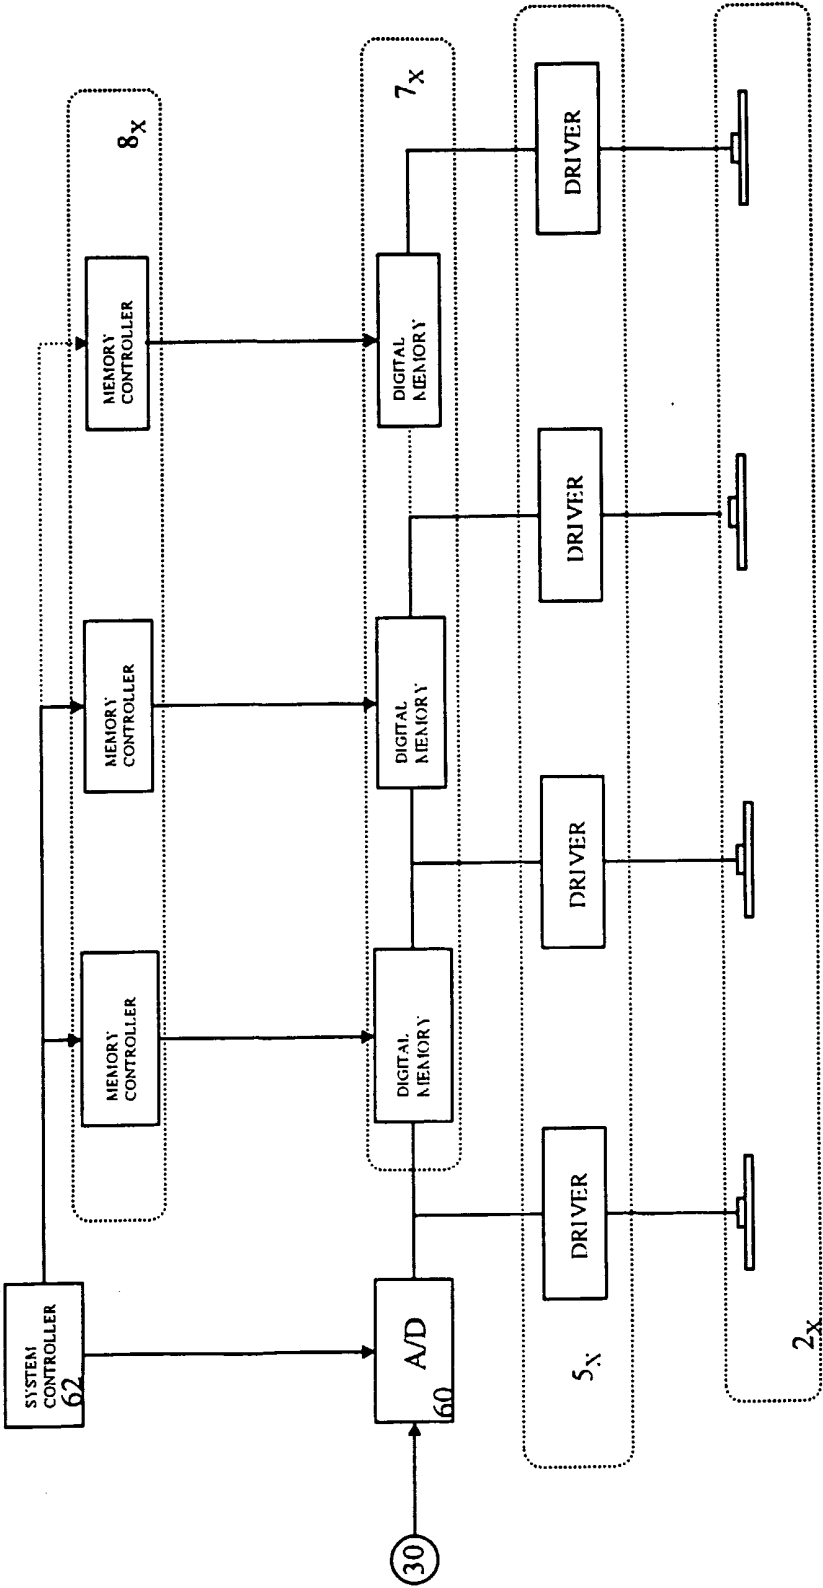 SYSTEM
CONTROLLER
62
MEMORY
CONTROLLER
MEMORY
CONTROLLER
MEMORY
CONTROLLER
8X
30
A/D
60
DIGITAL
MEMORY
DIGITAL
MEMORY
DIGITAL
MEMORY
7X
5X
DRIVER
DRIVER
DRIVER
DRIVER
2X